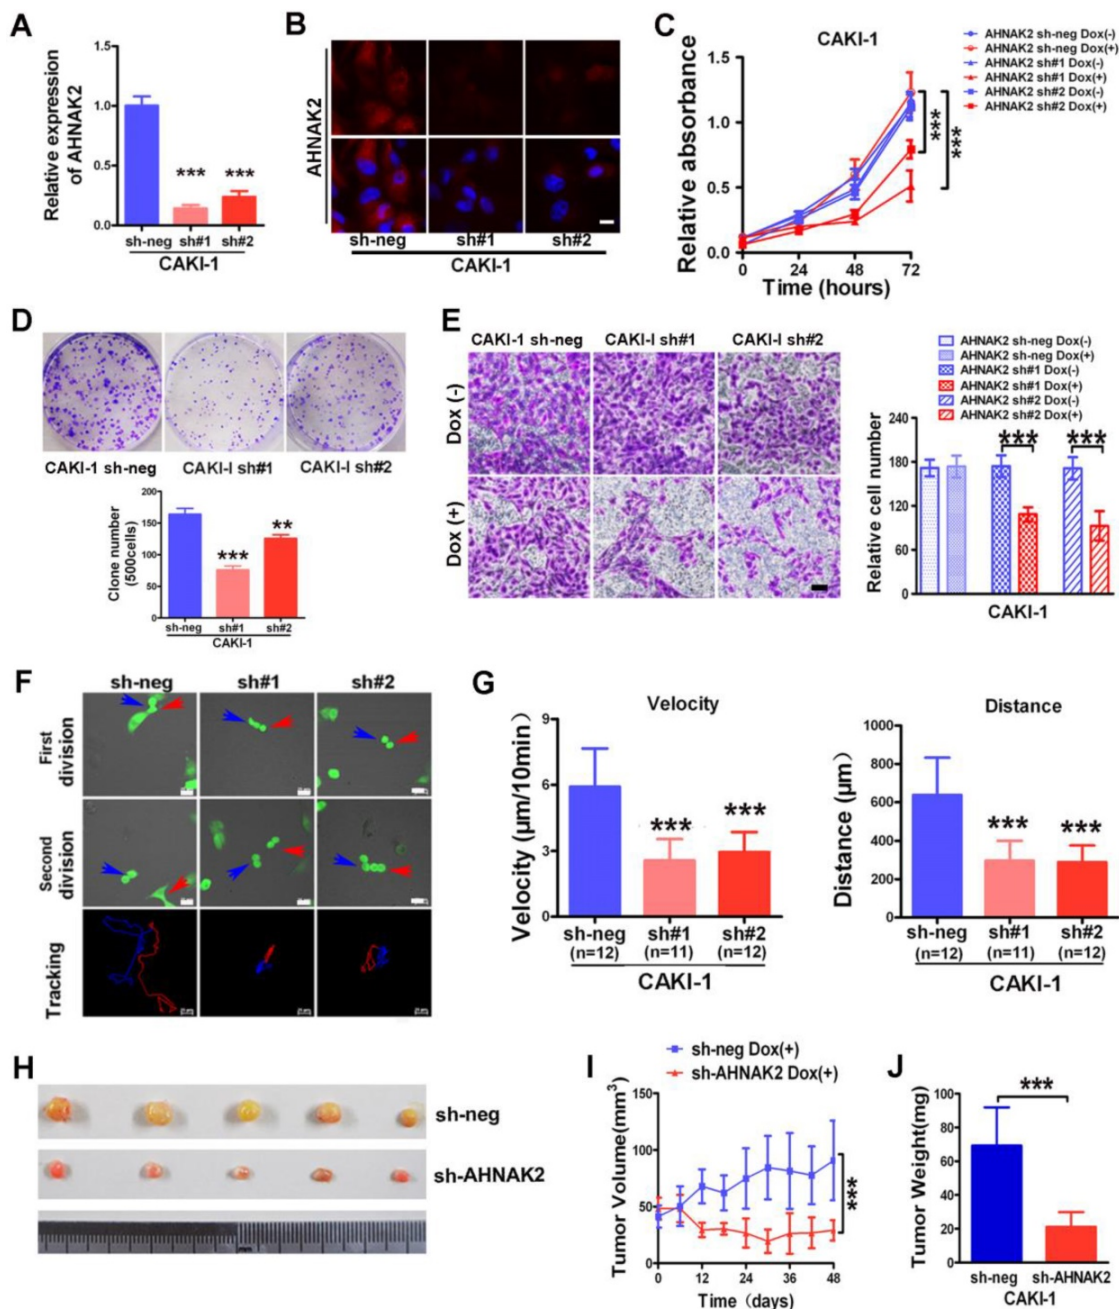 A
Relative expression
of AHNAK2
1.5
1.0
0.5
0.0
***
***
sh-neg sh#1 sh#2
CAKI-1
B
AHNAK2
sh-neg sh#1 sh#2
CAKI-1
C
CAKI-1
Relative absorbance
1.5
1.0
0.5
0.0
0 24 48 72
Time (hours)
***
***
AHNAK2 sh-neg Dox(-)
AHNAK2 sh-neg Dox(+)
AHNAK2 sh#1 Dox(-)
AHNAK2 sh#1 Dox(+)
AHNAK2 sh#2 Dox(-)
AHNAK2 sh#2 Dox(+)
D
CAKI-1 sh-neg CAKI-I sh#1 CAKI-I sh#2
Clone number
(500cells)
200
150
100
50
0
***
**
sh-neg sh#1 sh#2
CAKI-1
E
CAKI-1 sh-neg CAKI-I sh#1 CAKI-I sh#2
Dox (-)
Dox (+)
AHNAK2 sh-neg Dox(-)
AHNAK2 sh-neg Dox(+)
AHNAK2 sh#1 Dox(-)
AHNAK2 sh#1 Dox(+)
AHNAK2 sh#2 Dox(-)
AHNAK2 sh#2 Dox(+)
Relative cell number
240
180
120
60
0
***
***
CAKI-1
F
sh-neg sh#1 sh#2
First
division
Second
division
Tracking
G
Velocity
Velocity (µm/10min)
9
6
3
0
***
***
sh-neg sh#1 sh#2
(n=12) (n=11) (n=12)
CAKI-1
Distance
Distance (µm)
1000
800
600
400
200
0
***
***
sh-neg sh#1 sh#2
(n=12) (n=11) (n=12)
CAKI-1
H
sh-neg
sh-AHNAK2
mm
I
sh-neg Dox(+)
sh-AHNAK2 Dox(+)
Tumor Volume(mm3)
150
100
50
0
***
0 12 24 36 48
Time (days)
J
Tumor Weight(mg)
100
80
60
40
20
0
***
sh-neg sh-AHNAK2
CAKI-1